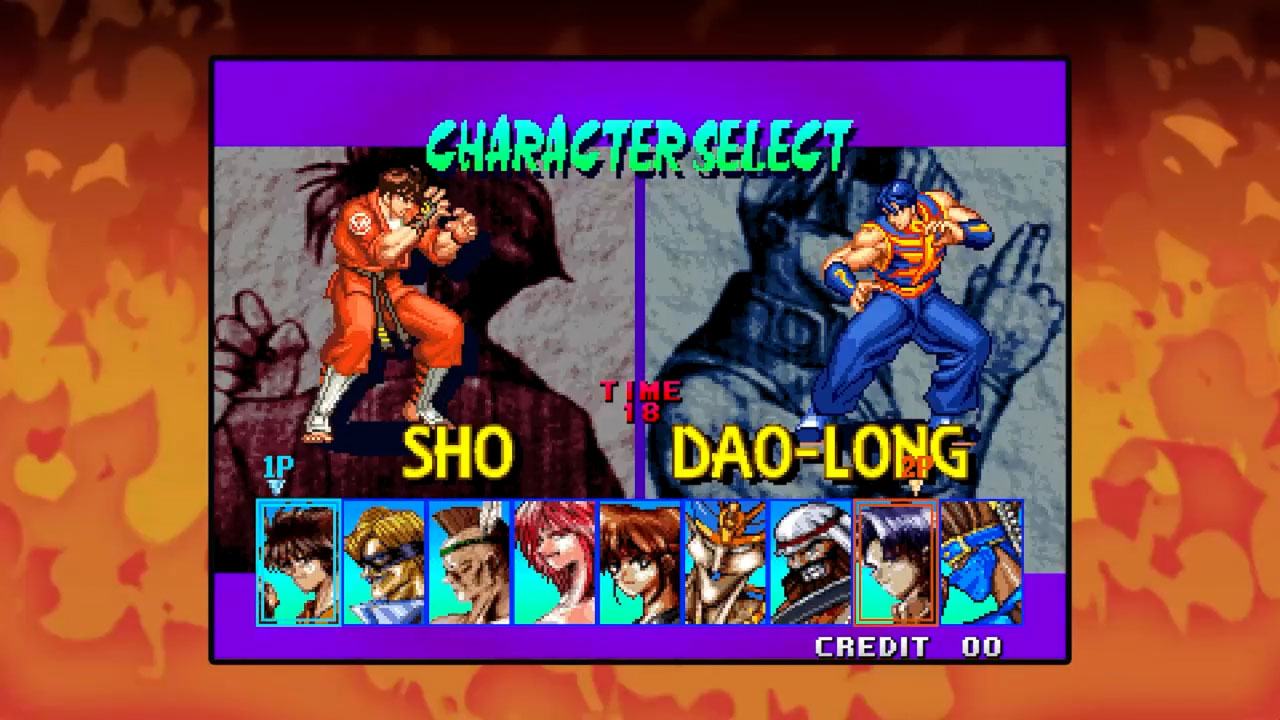 CHARACTER SELECT
TIME
18
SHO
DAO-LONG
1P
2P
CREDIT 00